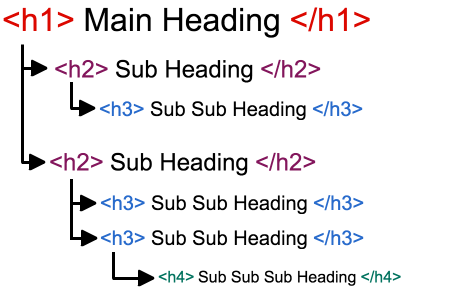 <h1> Main Heading </h1>
<h2> Sub Heading </h2>
<h3> Sub Sub Heading </h3>
<h2> Sub Heading </h2>
<h3> Sub Sub Heading </h3>
<h3> Sub Sub Heading </h3>
<h4> Sub Sub Sub Heading </h4>